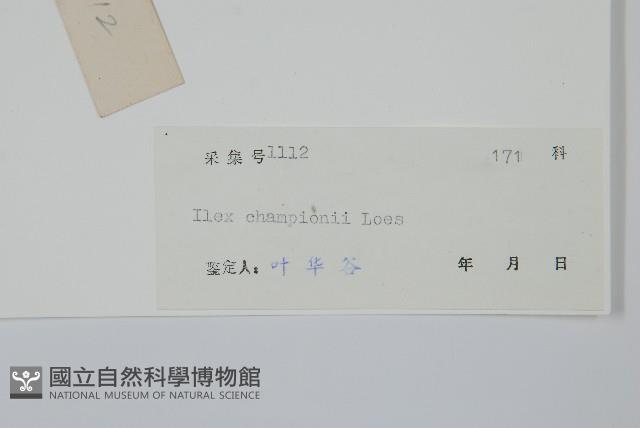 12
采集号1112 171 科
Ilex championii Loes
鉴定人：叶华谷 年 月 日
國立自然科學博物館
NATIONAL MUSEUM OF NATURAL SCIENCE